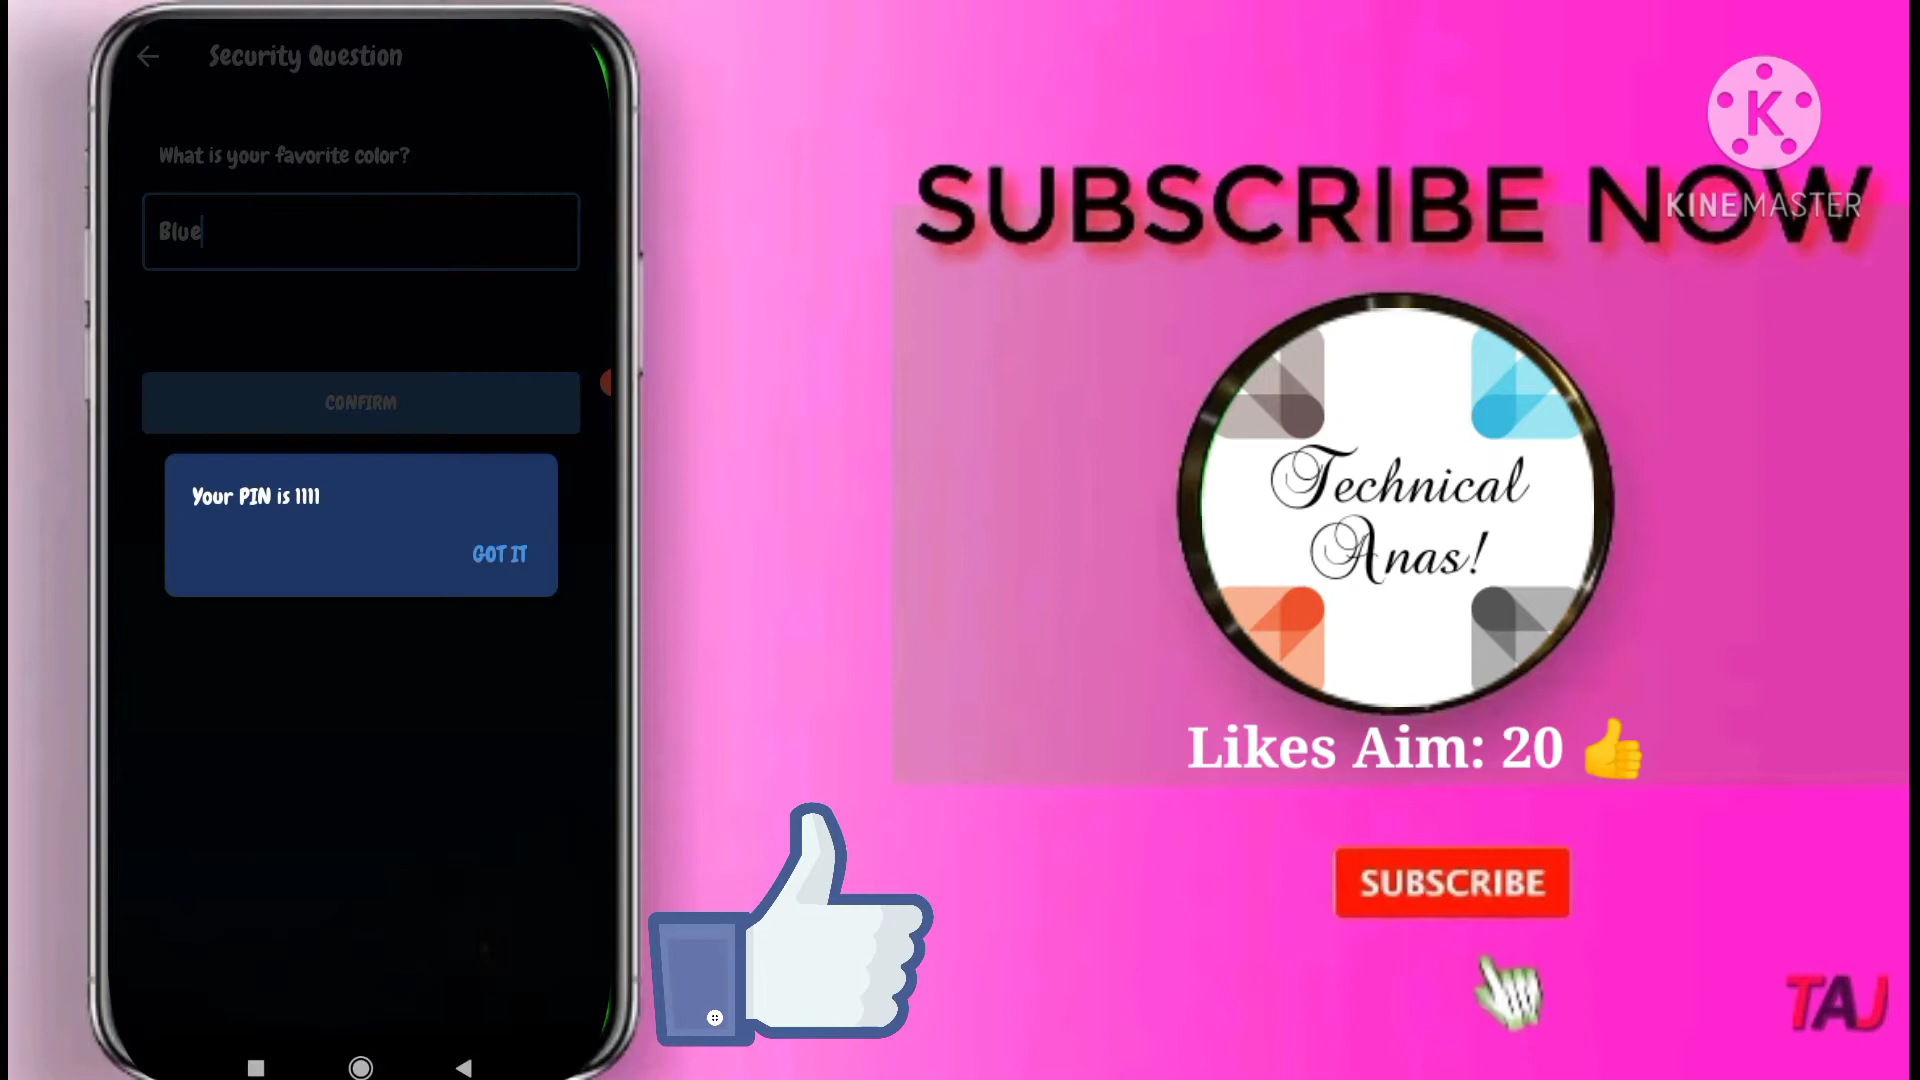 Security Question
What is your favorite color?
Blue
CONFIRM
Your PIN is 1111
GOT IT
K
KINEMASTER
SUBSCRIBE NOW
Technical
Anas!
Likes Aim: 20 👍
SUBSCRIBE
TAJ